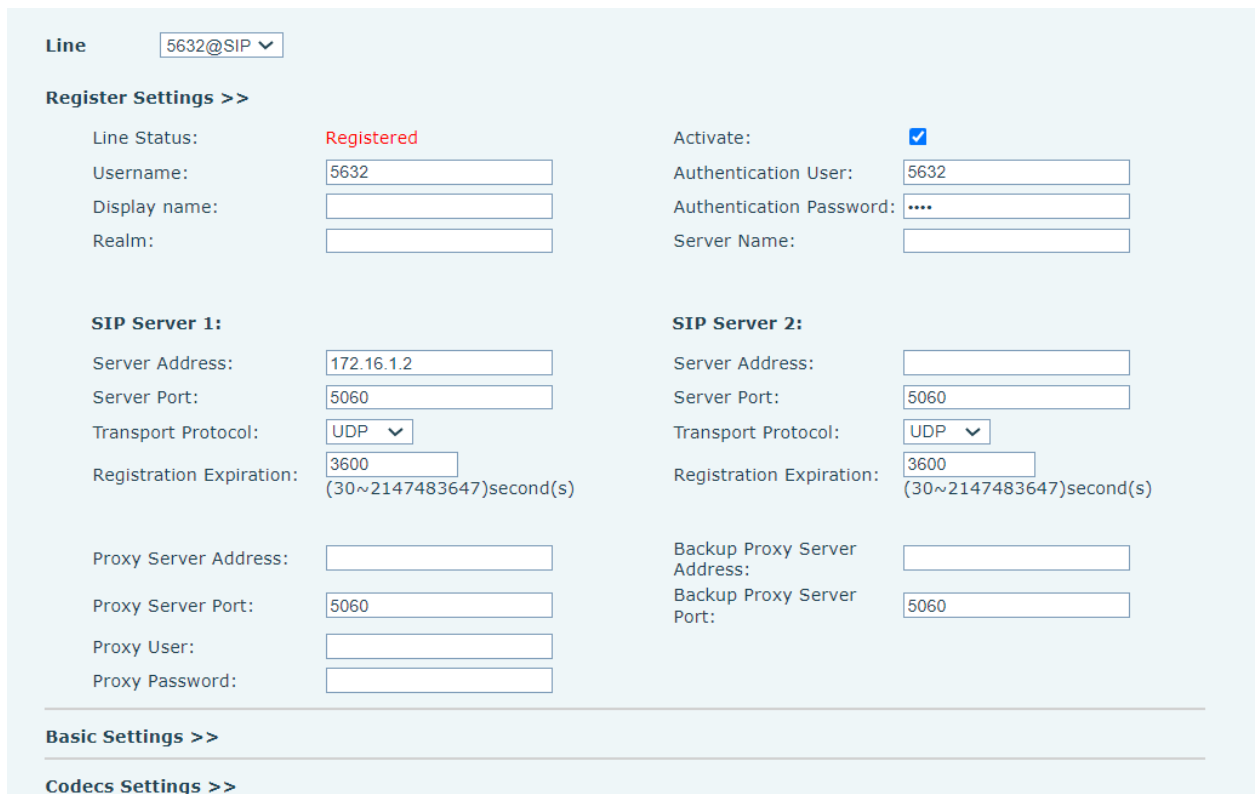 Line 5632@SIP
Register Settings >>
Line Status: Registered Activate:
Username: 5632 Authentication User: 5632
Display name: Authentication Password: ••••
Realm: Server Name:
SIP Server 1: SIP Server 2:
Server Address: 172.16.1.2 Server Address:
Server Port: 5060 Server Port: 5060
Transport Protocol: UDP Transport Protocol: UDP
Registration Expiration: 3600 (30~2147483647)second(s) Registration Expiration: 3600 (30~2147483647)second(s)
Proxy Server Address: Backup Proxy Server Address:
Proxy Server Port: 5060 Backup Proxy Server Port: 5060
Proxy User:
Proxy Password:
Basic Settings >>
Codecs Settings >>